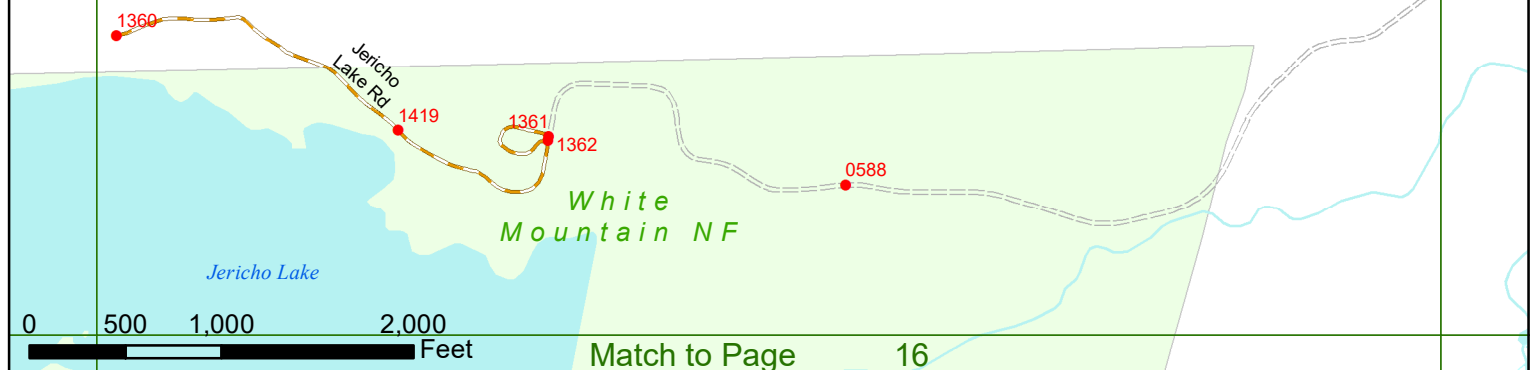 1360
Jericho
Lake Rd
1419
1361
1362
0588
White
Mountain NF
Jericho Lake
0 500 1,000 2,000
Feet
Match to Page 16